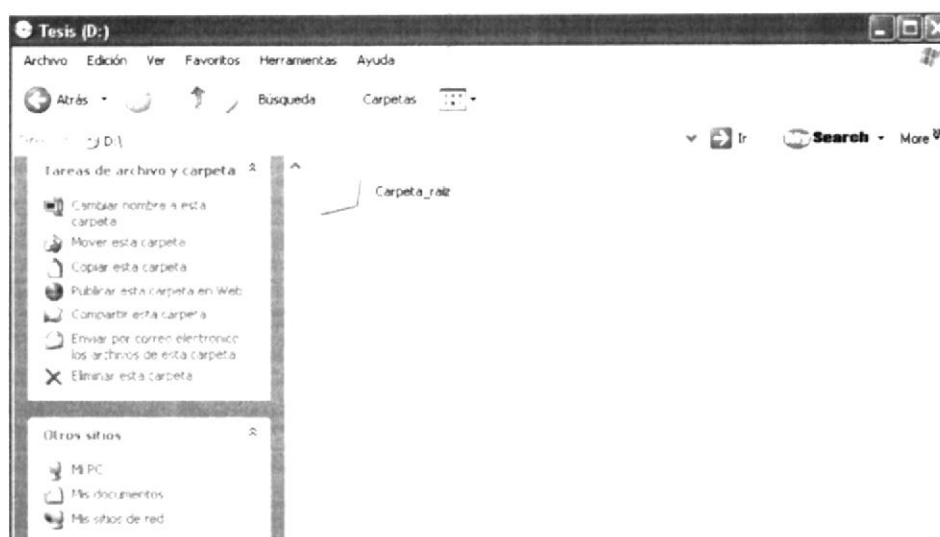 Tesis (D:)
Archivo Edición Ver Favoritos Herramientas Ayuda
Atrás Búsqueda Carpetas
D:\ Ir Search More
Tareas de archivo y carpeta
Cambiar nombre a esta
carpeta
Mover esta carpeta
Copiar esta carpeta
Publicar esta carpeta en Web
Compartir esta carpeta
Enviar por correo electrónico
los archivos de esta carpeta
Eliminar esta carpeta
Otros sitios
Mi PC
Mis documentos
Mis sitios de red
Carpeta_raiz